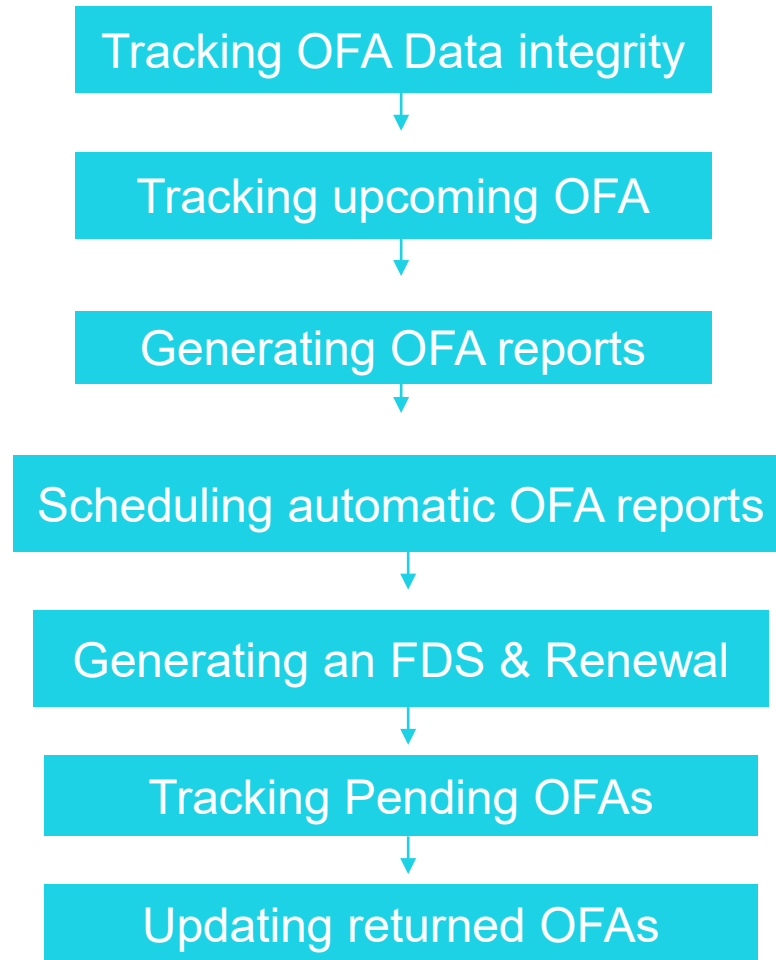 Tracking OFA Data integrity
Tracking upcoming OFA
Generating OFA reports
Scheduling automatic OFA reports
Generating an FDS & Renewal
Tracking Pending OFAs
Updating returned OFAs